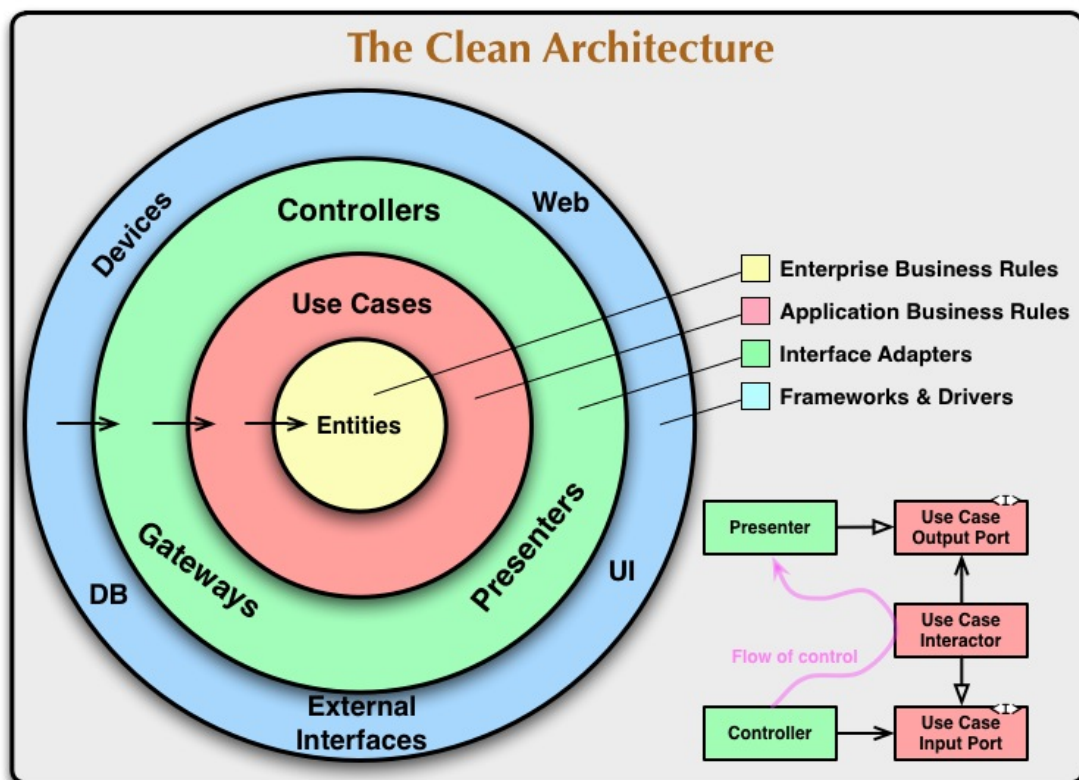 The Clean Architecture
Devices
Web
Controllers
Use Cases
Entities
Gateways
Presenters
DB
UI
External
Interfaces
Enterprise Business Rules
Application Business Rules
Interface Adapters
Frameworks & Drivers
Presenter
<I>
Use Case
Output Port
Use Case
Interactor
Flow of control
Controller
<I>
Use Case
Input Port